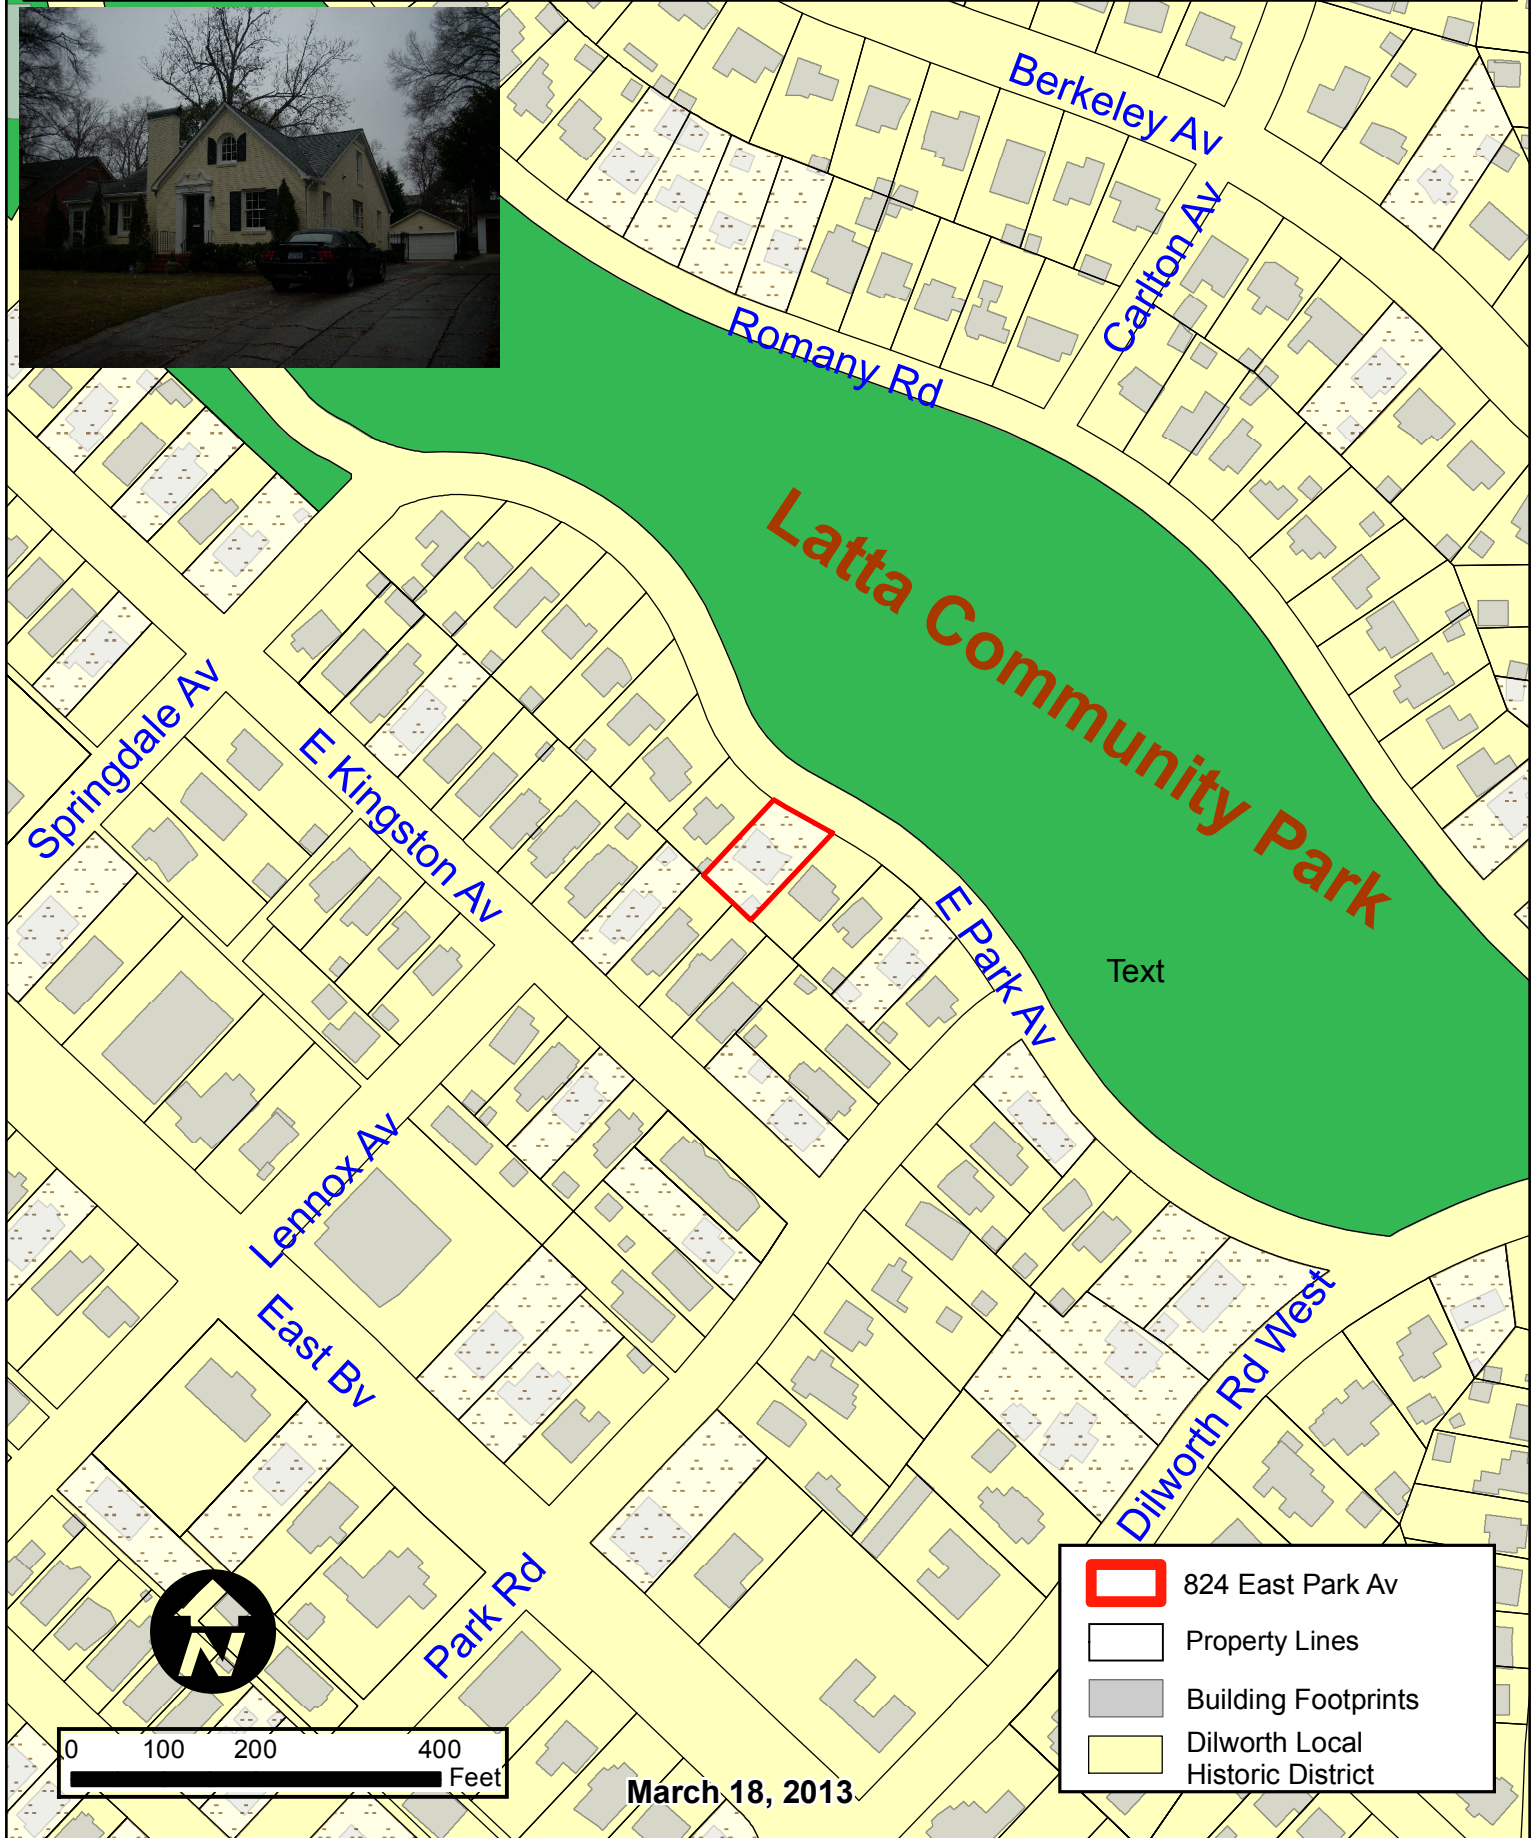 Berkeley Av
Carlton Av
Romany Rd
Latta Community Park
Springdale Av
E Kingston Av
E Park Av
Text
Lennox Av
East Bv
Dilworth Rd West
Park Rd
N
824 East Park Av
Property Lines
Building Footprints
Dilworth Local
Historic District
0 100 200 400
Feet
March 18, 2013